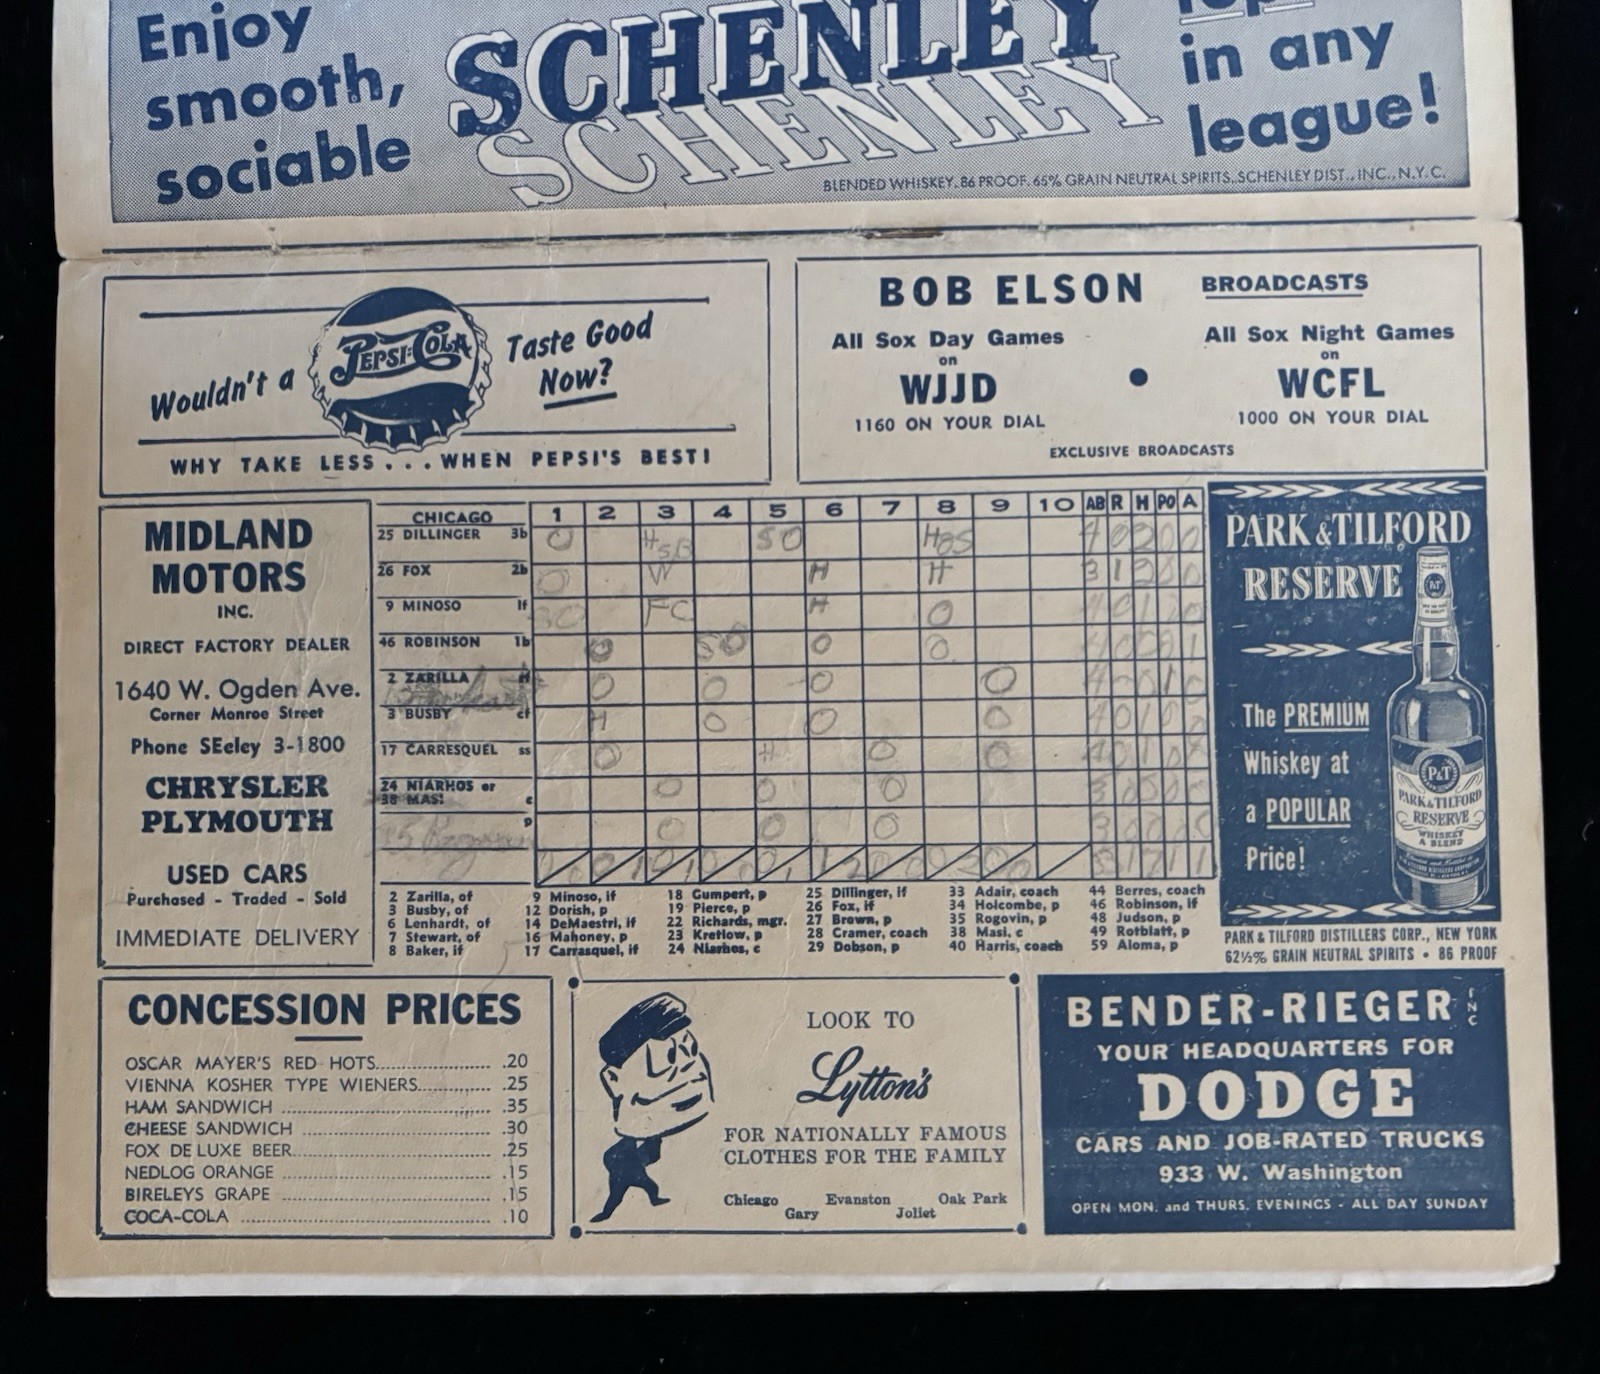 Enjoy
smooth,
sociable
SCHENLEY
SCHENLEY
in any
league!
BLENDED WHISKEY. 86 PROOF. 65% GRAIN NEUTRAL SPIRITS. SCHENLEY DIST., INC., N.Y.C.
Wouldn't a
PEPSI-COLA
Taste Good
Now?
WHY TAKE LESS . . . WHEN PEPSI'S BEST!
BOB ELSON BROADCASTS
All Sox Day Games
on
WJJD
1160 ON YOUR DIAL
All Sox Night Games
on
WCFL
1000 ON YOUR DIAL
EXCLUSIVE BROADCASTS
MIDLAND
MOTORS
INC.
DIRECT FACTORY DEALER
1640 W. Ogden Ave.
Corner Monroe Street
Phone SEeley 3-1800
CHRYSLER
PLYMOUTH
USED CARS
Purchased - Traded - Sold
IMMEDIATE DELIVERY
CHICAGO 1 2 3 4 5 6 7 8 9 10 AB R H PO A
25 DILLINGER 3b O H SB SO H OS 4 0 2 0 0
26 FOX 2b O W H H 3 1 2
9 MINOSO lf FC H O
46 ROBINSON 1b O SO O O
2 ZARILLA O O O O
3 BUSBY cf H O O O
17 CARRESQUEL ss O H O O
24 NIARHOS or O O O
38 MASI c
p O O O
2 Zarilla, of
3 Busby, of
6 Lenhardt, of
7 Stewart, of
8 Baker, if
9 Minoso, if
12 Dorish, p
14 DeMaestri, if
16 Mahoney, p
17 Carrasquel, if
18 Gumpert, p
19 Pierce, p
22 Richards, mgr.
23 Kretlow, p
24 Niarhos, c
25 Dillinger, if
26 Fox, if
27 Brown, p
28 Cramer, coach
29 Dobson, p
33 Adair, coach
34 Holcombe, p
35 Rogovin, p
38 Masi, c
40 Harris, coach
44 Berres, coach
46 Robinson, if
48 Judson, p
49 Rotblatt, p
59 Aloma, p
PARK & TILFORD
RESERVE
The PREMIUM
Whiskey at
a POPULAR
Price!
P&T
PARK & TILFORD
RESERVE
WHISKEY
A BLEND
PARK & TILFORD DISTILLERS CORP., NEW YORK
62½% GRAIN NEUTRAL SPIRITS • 86 PROOF
CONCESSION PRICES
OSCAR MAYER'S RED HOTS .20
VIENNA KOSHER TYPE WIENERS .25
HAM SANDWICH .35
CHEESE SANDWICH .30
FOX DE LUXE BEER .25
NEDLOG ORANGE .15
BIRELEYS GRAPE .15
COCA-COLA .10
LOOK TO
Lytton's
FOR NATIONALLY FAMOUS
CLOTHES FOR THE FAMILY
Chicago Evanston Oak Park
Gary Joliet
BENDER-RIEGER INC
YOUR HEADQUARTERS FOR
DODGE
CARS AND JOB-RATED TRUCKS
933 W. Washington
OPEN MON. and THURS. EVENINGS - ALL DAY SUNDAY